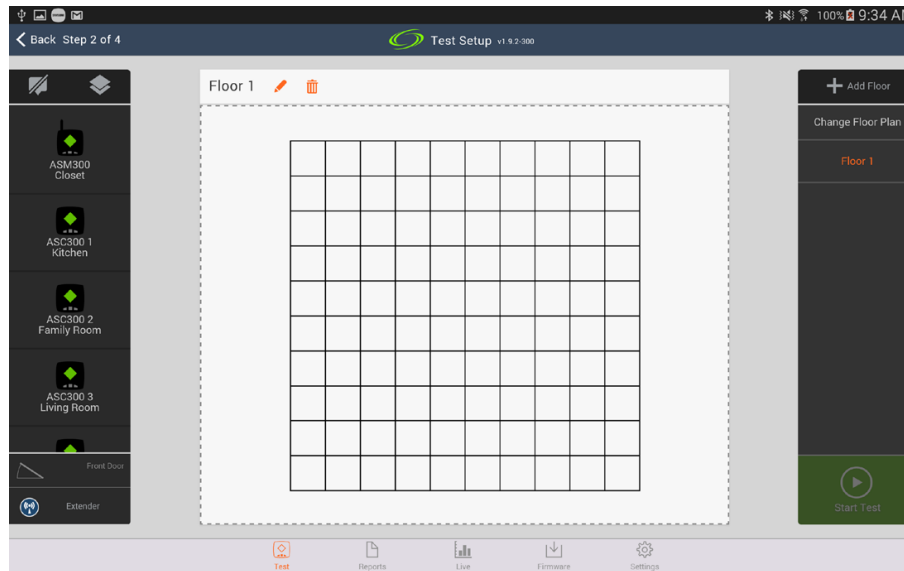 100% 9:34 AM
Back Step 2 of 4
Test Setup v1.9.2-300
Floor 1
Add Floor
Change Floor Plan
Floor 1
ASM300
Closet
ASC300 1
Kitchen
ASC300 2
Family Room
ASC300 3
Living Room
Front Door
Extender
Start Test
Test
Reports
Live
Firmware
Settings